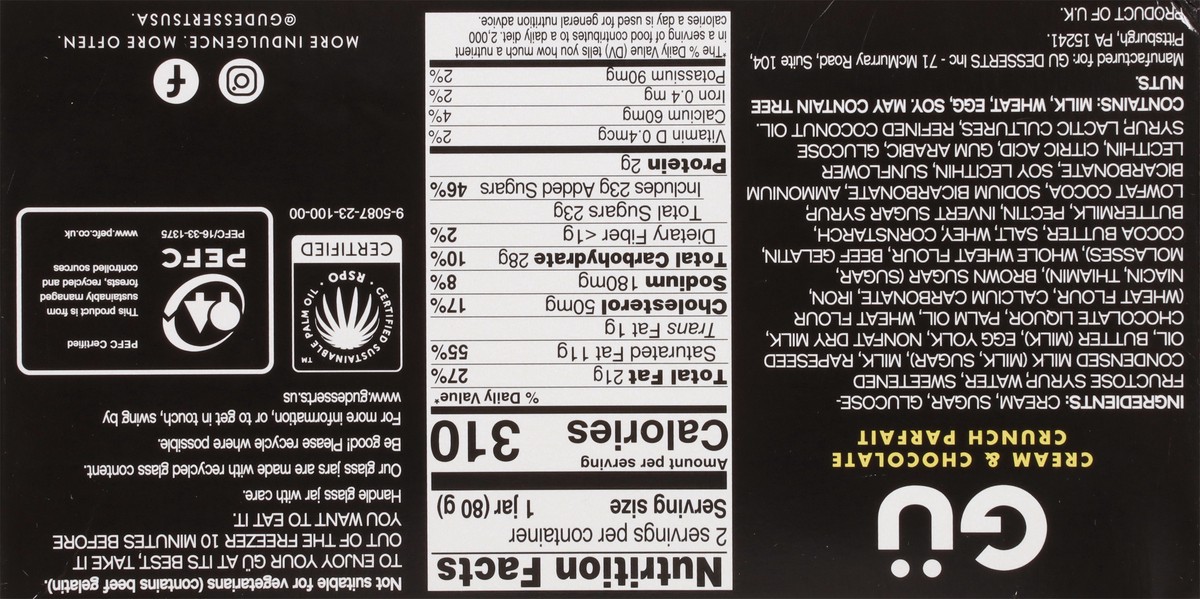 Gü
CREAM & CHOCOLATE
CRUNCH PARFAIT
INGREDIENTS: CREAM, SUGAR, GLUCOSE-
FRUCTOSE SYRUP, WATER, SWEETENED
CONDENSED MILK (MILK, SUGAR), MILK, RAPESEED
OIL, BUTTER (MILK), EGG YOLK, NONFAT DRY MILK,
CHOCOLATE LIQUOR, PALM OIL, WHEAT FLOUR
(WHEAT FLOUR, CALCIUM CARBONATE, IRON,
NIACIN, THIAMIN), BROWN SUGAR (SUGAR,
MOLASSES), WHOLE WHEAT FLOUR, BEEF GELATIN,
COCOA BUTTER, SALT, WHEY, CORNSTARCH,
BUTTERMILK, PECTIN, INVERT SUGAR SYRUP,
LOWFAT COCOA, SODIUM BICARBONATE, AMMONIUM
BICARBONATE, SOY LECITHIN, SUNFLOWER
LECITHIN, CITRIC ACID, GUM ARABIC, GLUCOSE
SYRUP, LACTIC CULTURES, REFINED COCONUT OIL.
CONTAINS: MILK, WHEAT, EGG, SOY. MAY CONTAIN TREE
NUTS.
Manufactured for: GÜ DESSERTS Inc - 71 McMurray Road, Suite 104,
Pittsburgh, PA 15241.
PRODUCT OF U.K.
Nutrition Facts
2 servings per container
Serving size 1 jar (80 g)
Amount per serving
Calories 310
% Daily Value*
Total Fat 21g 27%
Saturated Fat 11g 55%
Trans Fat 1g
Cholesterol 50mg 17%
Sodium 180mg 8%
Total Carbohydrate 28g 10%
Dietary Fiber <1g 2%
Total Sugars 23g
Includes 23g Added Sugars 46%
Protein 2g
Vitamin D 0.4mcg 2%
Calcium 60mg 4%
Iron 0.4 mg 2%
Potassium 90mg 2%
*The % Daily Value (DV) tells you how much a nutrient
in a serving of food contributes to a daily diet. 2,000
calories a day is used for general nutrition advice.
Not suitable for vegetarians (contains beef gelatin).
TO ENJOY YOUR GÜ AT ITS BEST, TAKE IT
OUT OF THE FREEZER 10 MINUTES BEFORE
YOU WANT TO EAT IT.
Handle glass jar with care.
Our glass jars are made with recycled glass content.
Be good! Please recycle where possible.
For more information, or to get in touch, swing by
www.gudesserts.us
CERTIFIED SUSTAINABLE PALM OIL · RSPO · ™
CERTIFIED
9-5087-23-100-00
PEFC Certified
This product is from
sustainably managed
forests, recycled and
controlled sources
PEFC
PEFC/16-33-1375
www.pefc.co.uk
MORE INDULGENCE. MORE OFTEN.
@GUDESSERTSUSA.